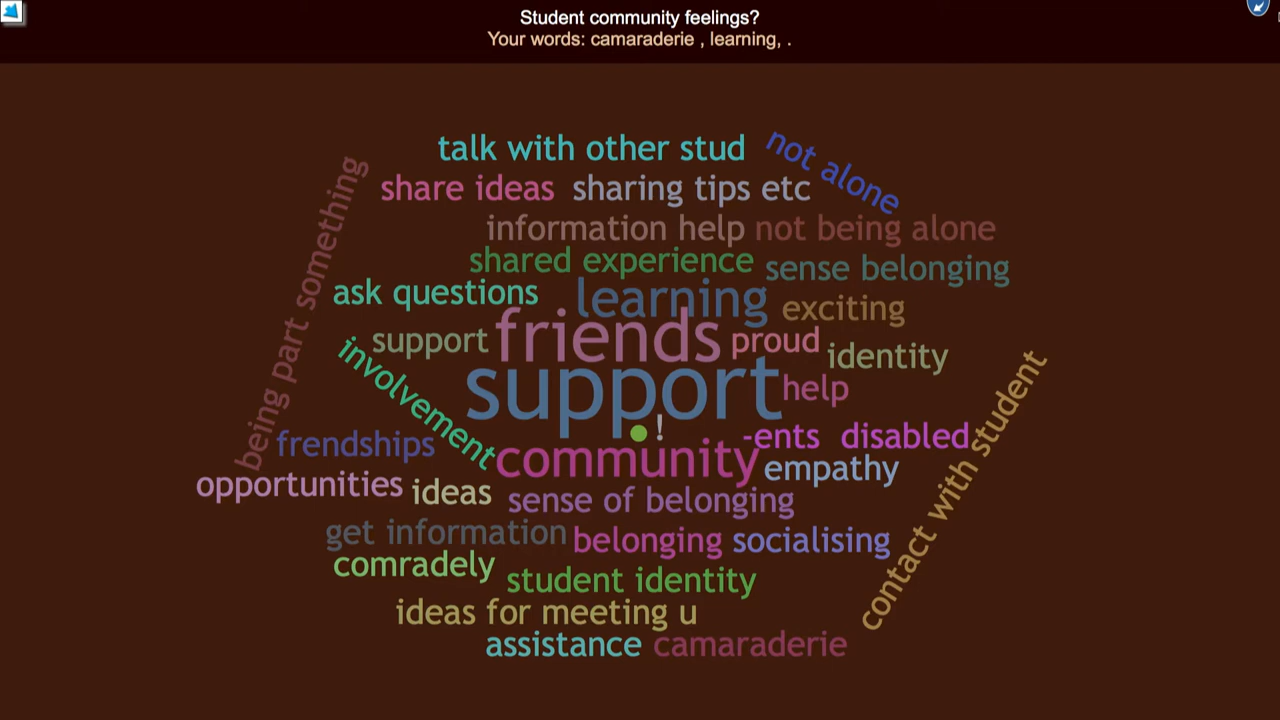 Student community feelings?
Your words: camaraderie , learning, .
talk with other stud
not alone
share ideas
sharing tips etc
being part something
information help
not being alone
shared experience
sense belonging
ask questions
learning
exciting
friends
support
proud
identity
involvement
support
help
contact with student
!
-ents disabled
frendships
community
empathy
opportunities
ideas
sense of belonging
get information
belonging
socialising
comradely
student identity
ideas for meeting u
assistance
camaraderie